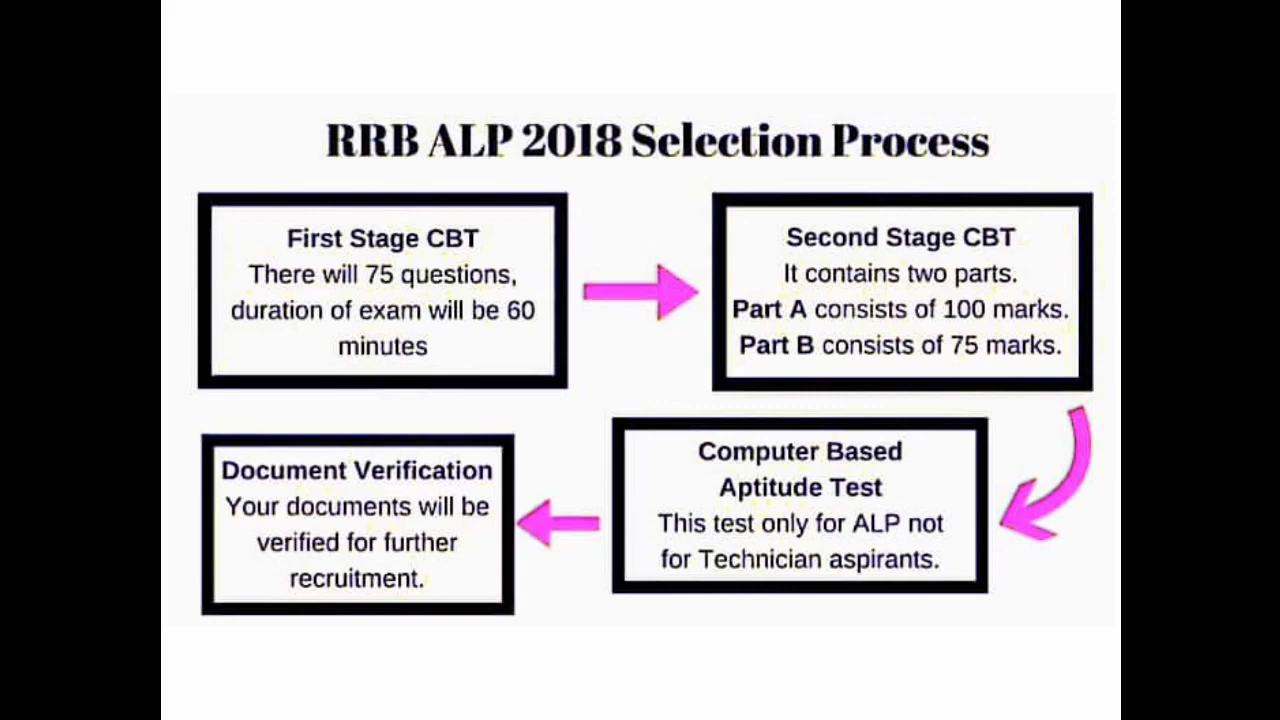 RRB ALP 2018 Selection Process
First Stage CBT
There will 75 questions,
duration of exam will be 60
minutes
Second Stage CBT
It contains two parts.
Part A consists of 100 marks.
Part B consists of 75 marks.
Computer Based
Aptitude Test
This test only for ALP not
for Technician aspirants.
Document Verification
Your documents will be
verified for further
recruitment.